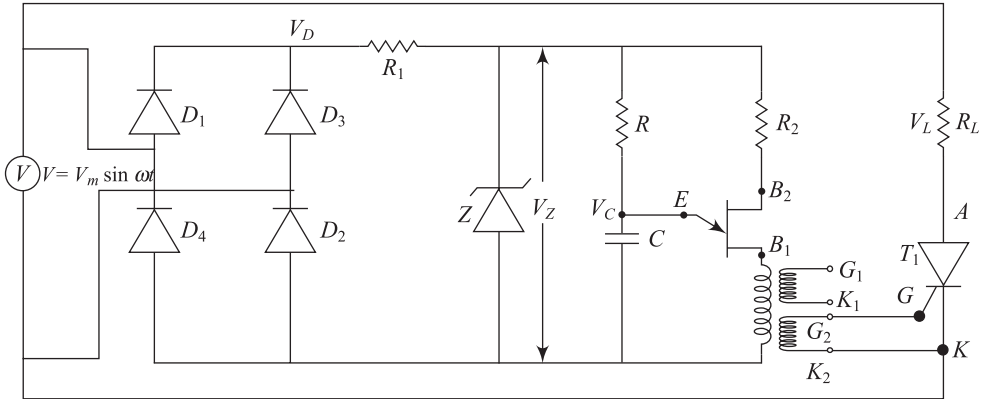 V_D
R_1
D_1
D_3
R
R_2
V_L
R_L
V
V = V_m sin ωt
B_2
V_C
E
A
Z
V_Z
D_4
D_2
C
B_1
T_1
G_1
K_1
G
G_2
K
K_2